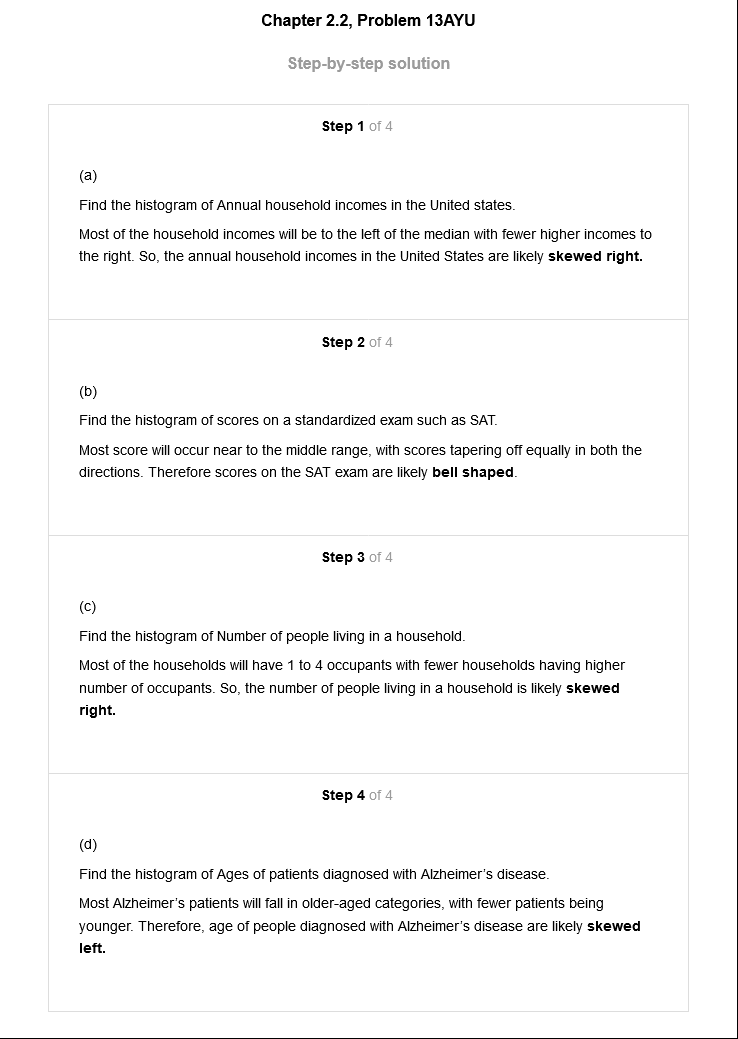 Chapter 2.2, Problem 13AYU
Step-by-step solution
Step 1 of 4
(a)
Find the histogram of Annual household incomes in the United states.
Most of the household incomes will be to the left of the median with fewer higher incomes to
the right. So, the annual household incomes in the United States are likely skewed right.
Step 2 of 4
(b)
Find the histogram of scores on a standardized exam such as SAT.
Most score will occur near to the middle range, with scores tapering off equally in both the
directions. Therefore scores on the SAT exam are likely bell shaped.
Step 3 of 4
(c)
Find the histogram of Number of people living in a household.
Most of the households will have 1 to 4 occupants with fewer households having higher
number of occupants. So, the number of people living in a household is likely skewed
right.
Step 4 of 4
(d)
Find the histogram of Ages of patients diagnosed with Alzheimer's disease.
Most Alzheimer's patients will fall in older-aged categories, with fewer patients being
younger. Therefore, age of people diagnosed with Alzheimer's disease are likely skewed
left.